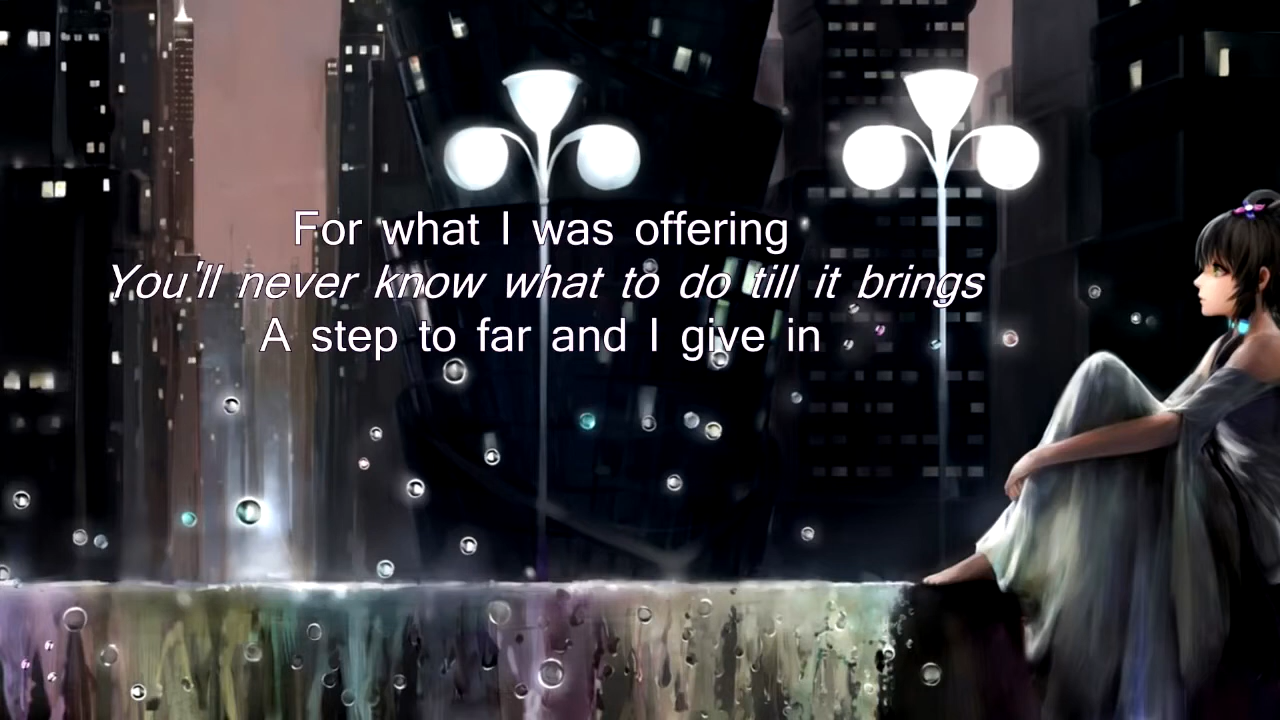 For what I was offering
You'll never know what to do till it brings
A step to far and I give in